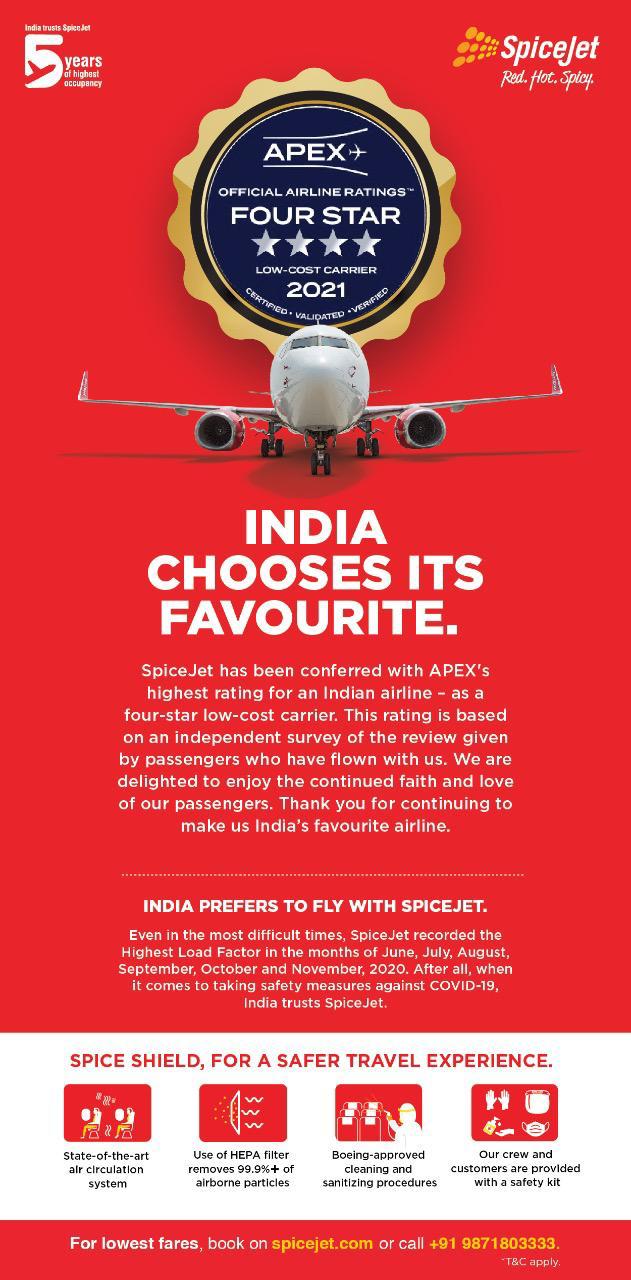 India trusts SpiceJet
5 years
of highest
occupancy
SpiceJet
Red. Hot. Spicy.
APEX
OFFICIAL AIRLINE RATINGS™
FOUR STAR
LOW-COST CARRIER
2021
CERTIFIED • VALIDATED • VERIFIED
INDIA
CHOOSES ITS
FAVOURITE.
SpiceJet has been conferred with APEX's
highest rating for an Indian airline – as a
four-star low-cost carrier. This rating is based
on an independent survey of the review given
by passengers who have flown with us. We are
delighted to enjoy the continued faith and love
of our passengers. Thank you for continuing to
make us India's favourite airline.
INDIA PREFERS TO FLY WITH SPICEJET.
Even in the most difficult times, SpiceJet recorded the
Highest Load Factor in the months of June, July, August,
September, October and November, 2020. After all, when
it comes to taking safety measures against COVID-19,
India trusts SpiceJet.
SPICE SHIELD, FOR A SAFER TRAVEL EXPERIENCE.
State-of-the-art
air circulation
system
Use of HEPA filter
removes 99.9%+ of
airborne particles
Boeing-approved
cleaning and
sanitizing procedures
Our crew and
customers are provided
with a safety kit
For lowest fares, book on spicejet.com or call +91 9871803333.
*T&C apply.